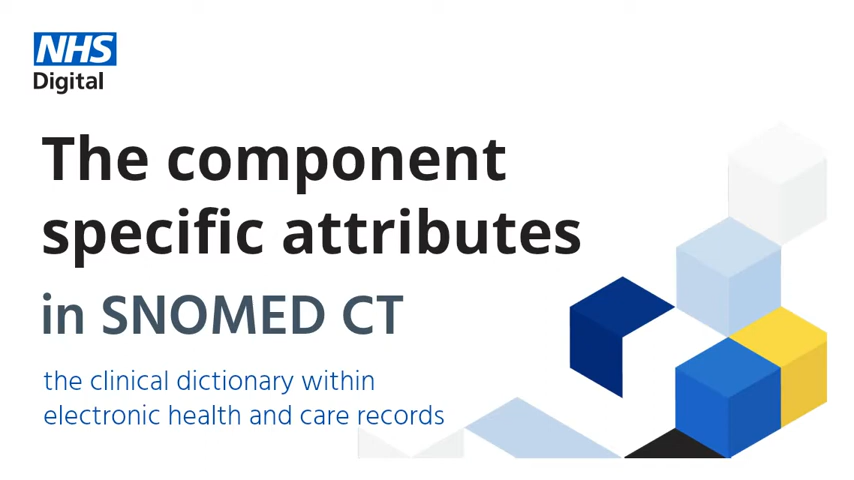 NHS
Digital
The component
specific attributes
in SNOMED CT
the clinical dictionary within
electronic health and care records